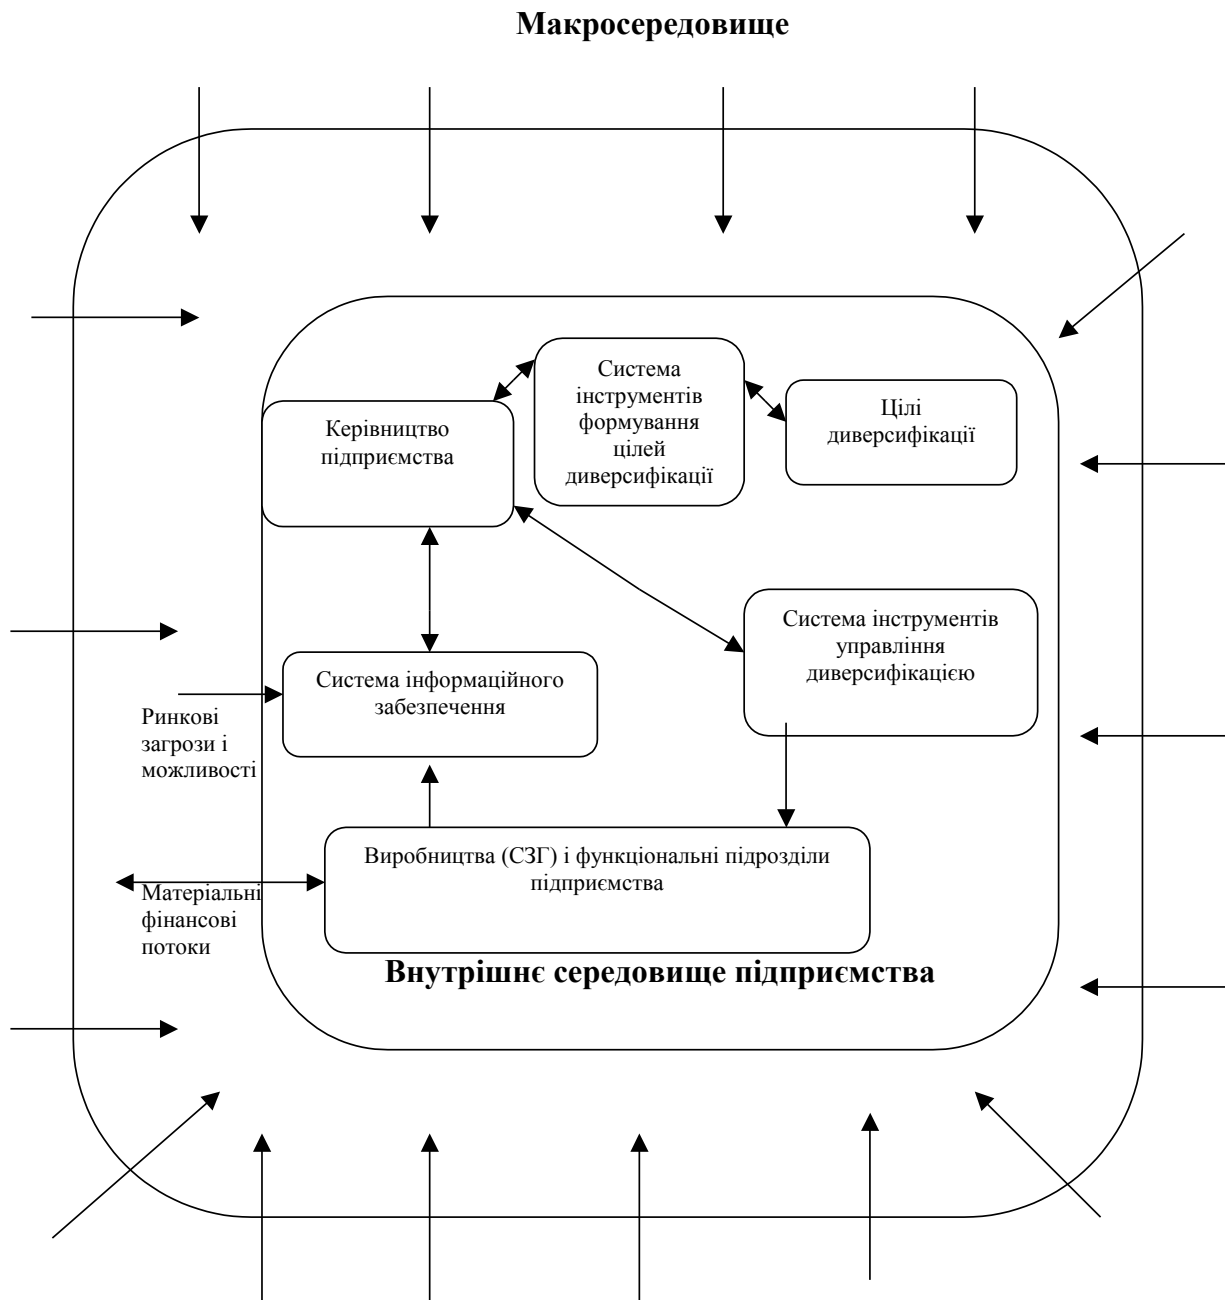 Макросередовище
Система
інструментів
формування
цілей
диверсифікації
Цілі
диверсифікації
Керівництво
підприємства
Система інструментів
управління
диверсифікацією
Система інформаційного
забезпечення
Ринкові
загрози і
можливості
Виробництва (СЗГ) і функціональні підрозділи
підприємства
Матеріальні
фінансові
потоки
Внутрішнє середовище підприємства